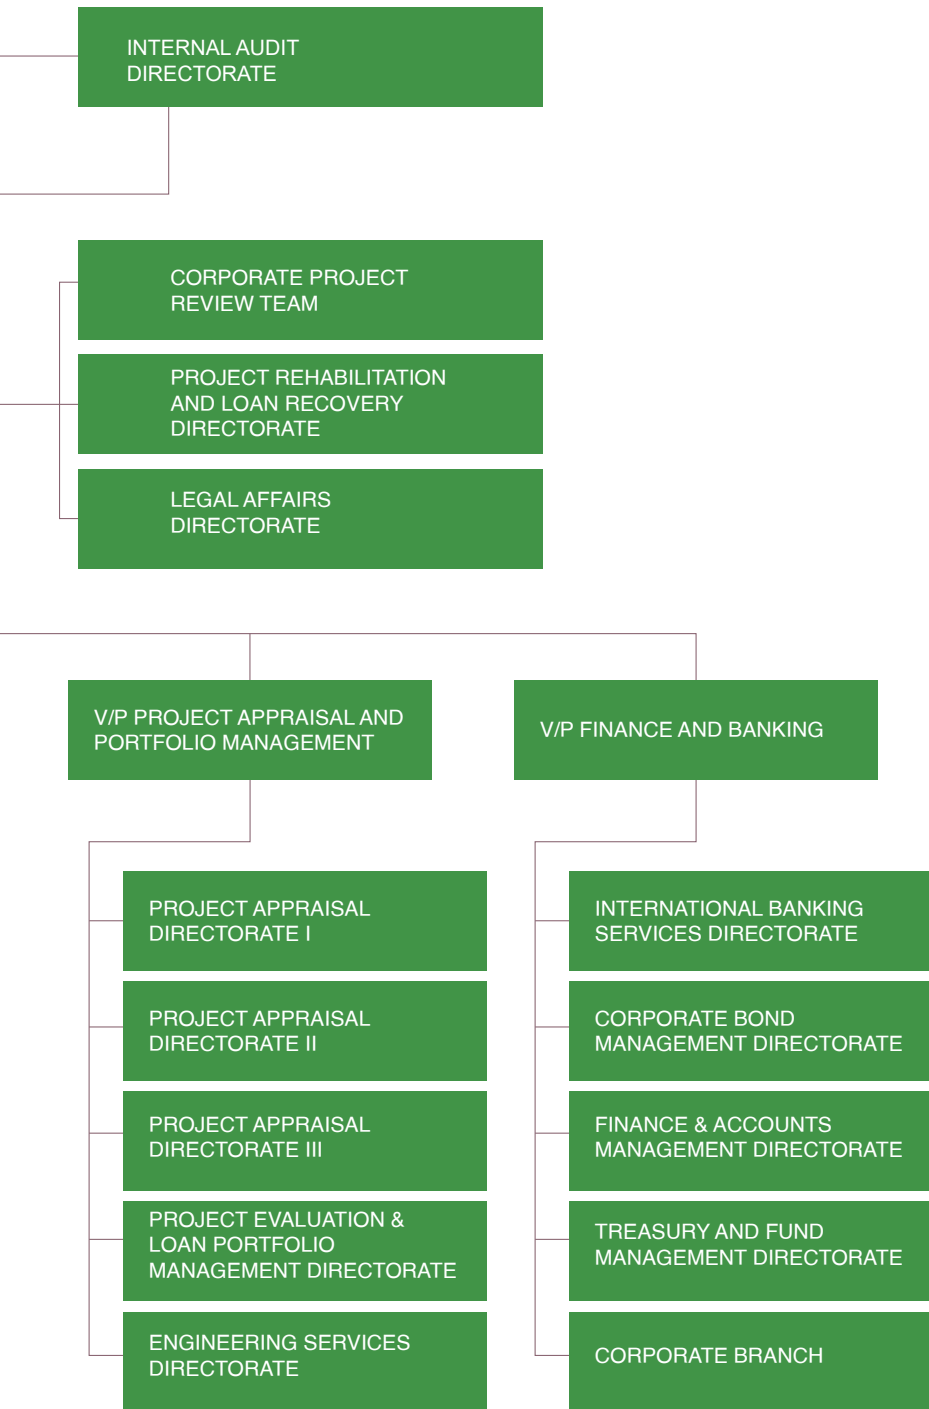 INTERNAL AUDIT
DIRECTORATE
CORPORATE PROJECT
REVIEW TEAM
PROJECT REHABILITATION
AND LOAN RECOVERY
DIRECTORATE
LEGAL AFFAIRS
DIRECTORATE
V/P PROJECT APPRAISAL AND
PORTFOLIO MANAGEMENT
V/P FINANCE AND BANKING
PROJECT APPRAISAL
DIRECTORATE I
PROJECT APPRAISAL
DIRECTORATE II
PROJECT APPRAISAL
DIRECTORATE III
PROJECT EVALUATION &
LOAN PORTFOLIO
MANAGEMENT DIRECTORATE
ENGINEERING SERVICES
DIRECTORATE
INTERNATIONAL BANKING
SERVICES DIRECTORATE
CORPORATE BOND
MANAGEMENT DIRECTORATE
FINANCE & ACCOUNTS
MANAGEMENT DIRECTORATE
TREASURY AND FUND
MANAGEMENT DIRECTORATE
CORPORATE BRANCH